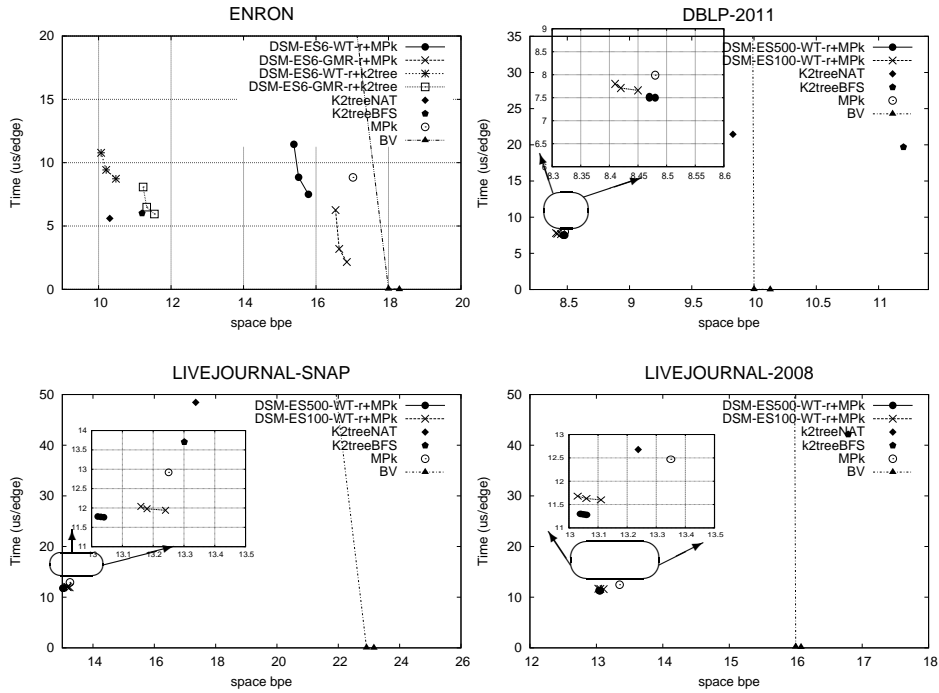 ENRON
20
15
10
5
0
Time (us/edge)
10
12
14
16
18
20
space bpe
DSM-ES6-WT-r+MPk
DSM-ES6-GMR-r+MPk
DSM-ES6-WT-r+k2tree
DSM-ES6-GMR-r+k2tree
K2treeNAT
K2treeBFS
MPk
BV
DBLP-2011
35
30
25
20
15
10
5
0
Time (us/edge)
8.5
9
9.5
10
10.5
11
space bpe
DSM-ES500-WT-r+MPk
DSM-ES100-WT-r+MPk
K2treeNAT
K2treeBFS
MPk
BV
9
8.5
8
7.5
7
6.5
6
8.3
8.4
8.45
8.5
8.6
LIVEJOURNAL-SNAP
50
40
30
20
10
0
Time (us/edge)
14
16
18
20
22
24
26
space bpe
DSM-ES500-WT-r+MPk
DSM-ES100-WT-r+MPk
K2treeNAT
K2treeBFS
MPk
BV
14
13.5
13
12.5
12
11.5
11
13
13.1
13.2
13.3
13.4
13.5
LIVEJOURNAL-2008
50
40
30
20
10
0
Time (us/edge)
12
13
14
15
16
17
18
space bpe
DSM-ES500-WT-r+MPk
DSM-ES100-WT-r+MPk
k2treeNAT
k2treeBFS
MPk
BV
13
12.5
12
11.5
11
13
13.1
13.2
13.3
13.4
13.5